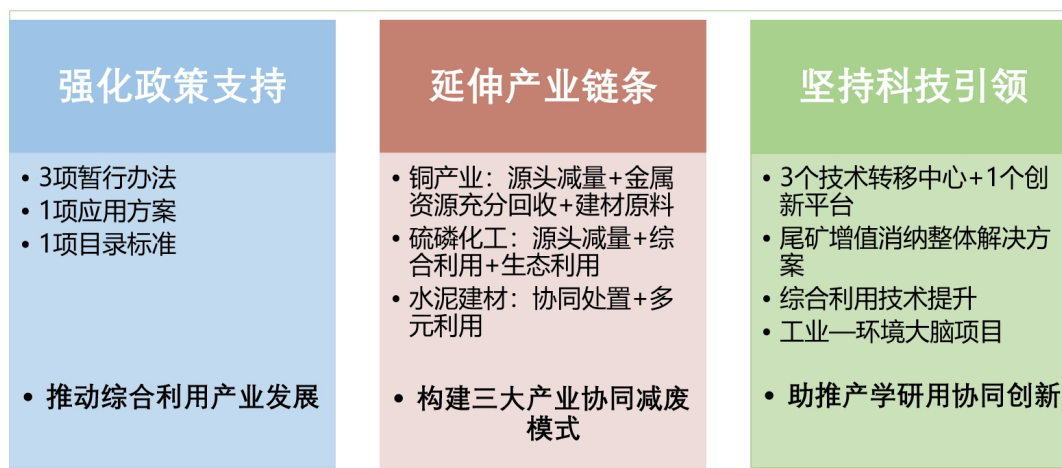 强化政策支持
• 3项暂行办法
• 1项应用方案
• 1项目录标准
• 推动综合利用产业发展
延伸产业链条
• 铜产业：源头减量+金属
资源充分回收+建材原料
• 硫磷化工：源头减量+综
合利用+生态利用
• 水泥建材：协同处置+多
元利用
• 构建三大产业协同减废
模式
坚持科技引领
• 3个技术转移中心+1个创
新平台
• 尾矿增值消纳整体解决方
案
• 综合利用技术提升
• 工业—环境大脑项目
• 助推产学研用协同创新